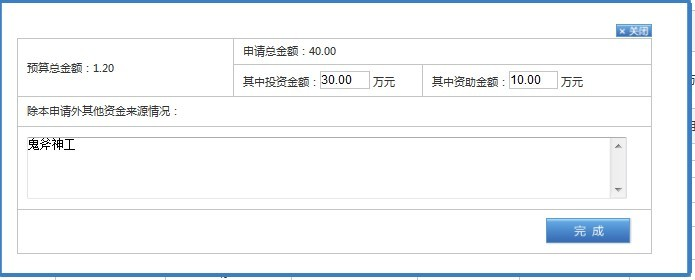 × 关闭
预算总金额：1.20
申请总金额：40.00
其中投资金额：30.00 万元
其中资助金额：10.00 万元
除本申请外其他资金来源情况：
鬼斧神工
完 成